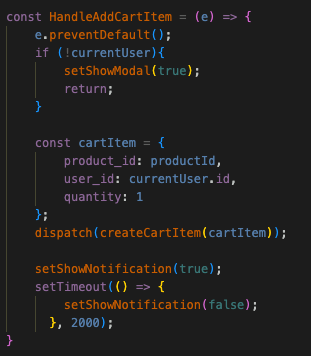 const HandleAddCartItem = (e) => {
    e.preventDefault();
    if (!currentUser){
        setShowModal(true);
        return;
    }

    const cartItem = {
        product_id: productId,
        user_id: currentUser.id,
        quantity: 1
    };
    dispatch(createCartItem(cartItem));

    setShowNotification(true);
    setTimeout(() => {
        setShowNotification(false);
      }, 2000);
}